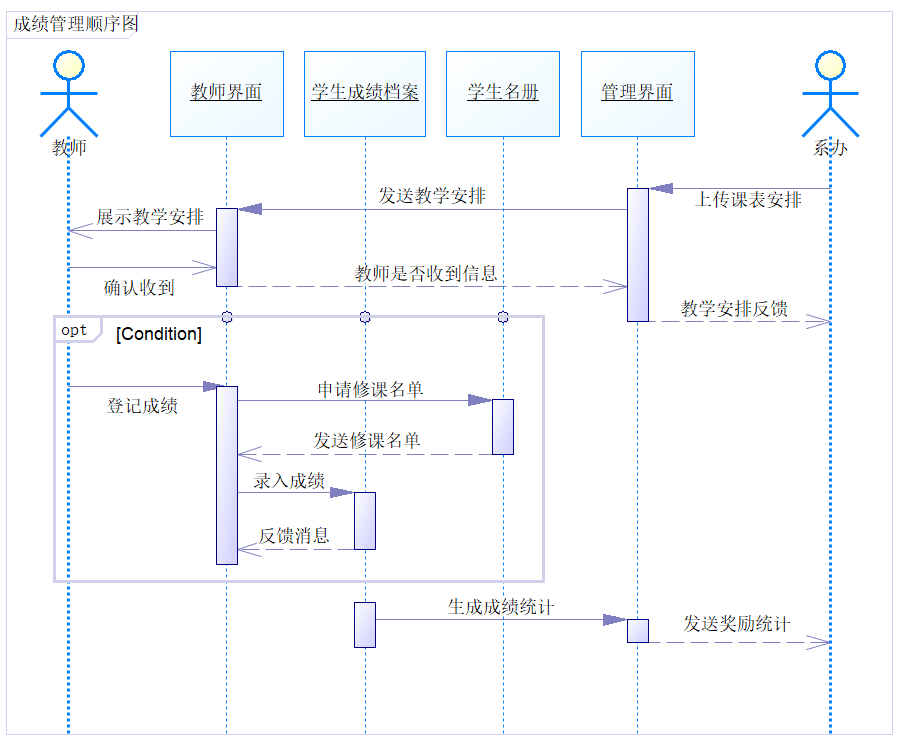 成绩管理顺序图
教师界面
学生成绩档案
学生名册
管理界面
教师
系办
上传课表安排
发送教学安排
展示教学安排
确认收到
教师是否收到信息
教学安排反馈
opt
[Condition]
登记成绩
申请修课名单
发送修课名单
录入成绩
反馈消息
生成成绩统计
发送奖励统计